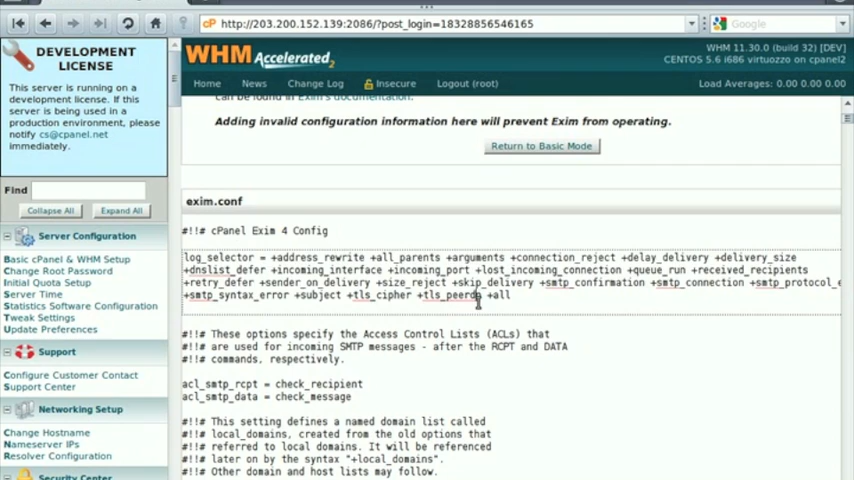 http://203.200.152.139:2086/?post_login=18328856546165
Google
DEVELOPMENT
LICENSE
This server is running on a
development license. If this
server is being used in a
production environment, please
notify cs@cpanel.net
immediately.
Find
Collapse All
Expand All
Server Configuration
Basic cPanel & WHM Setup
Change Root Password
Initial Quota Setup
Server Time
Statistics Software Configuration
Tweak Settings
Update Preferences
Support
Configure Customer Contact
Support Center
Networking Setup
Change Hostname
Nameserver IPs
Resolver Configuration
Security Center
WHM Accelerated2
WHM 11.30.0 (build 32) [DEV]
CENTOS 5.6 i686 virtuozzo on cpanel2
Home
News
Change Log
Insecure
Logout (root)
Load Averages: 0.00 0.00 0.00
can be found in Exim's documentation.
Adding invalid configuration information here will prevent Exim from operating.
Return to Basic Mode
exim.conf
#!!# cPanel Exim 4 Config
log_selector = +address_rewrite +all_parents +arguments +connection_reject +delay_delivery +delivery_size
+dnslist_defer +incoming_interface +incoming_port +lost_incoming_connection +queue_run +received_recipients
+retry_defer +sender_on_delivery +size_reject +skip_delivery +smtp_confirmation +smtp_connection +smtp_protocol_e
+smtp_syntax_error +subject +tls_cipher +tls_peerdn +all
#!!# These options specify the Access Control Lists (ACLs) that
#!!# are used for incoming SMTP messages - after the RCPT and DATA
#!!# commands, respectively.
acl_smtp_rcpt = check_recipient
acl_smtp_data = check_message
#!!# This setting defines a named domain list called
#!!# local_domains, created from the old options that
#!!# referred to local domains. It will be referenced
#!!# later on by the syntax "+local_domains".
#!!# Other domain and host lists may follow.